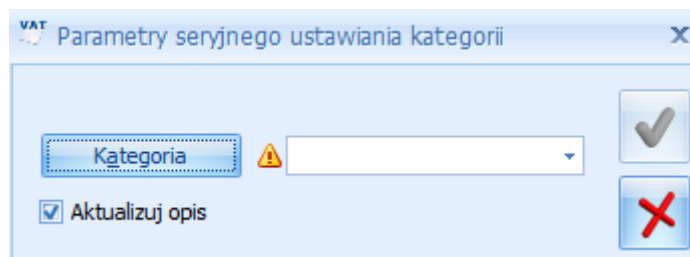 VAT Parametry seryjnego ustawiania kategorii
Kategoria
Aktualizuj opis